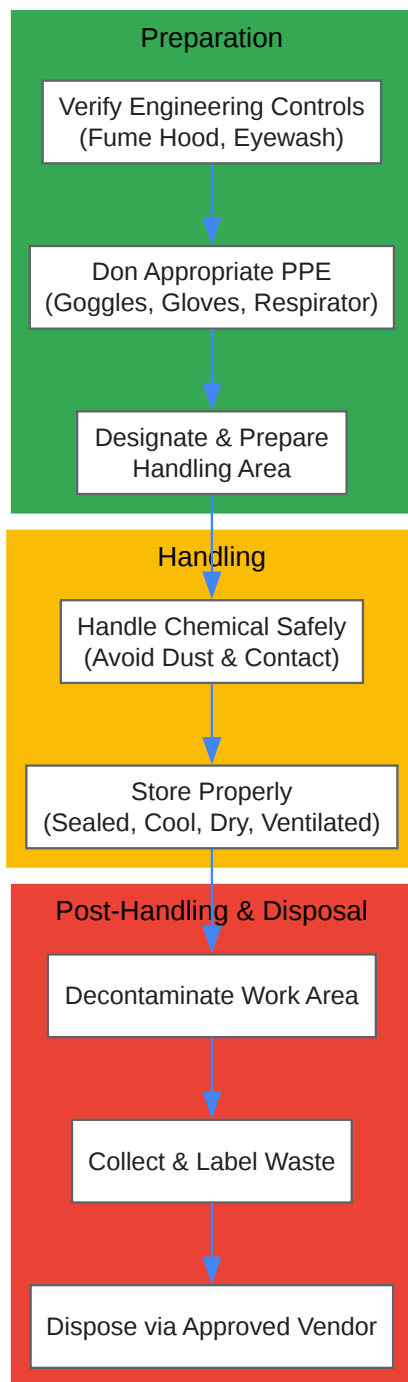 Preparation
Verify Engineering Controls
(Fume Hood, Eyewash)
Don Appropriate PPE
(Goggles, Gloves, Respirator)
Designate & Prepare
Handling Area
Handling
Handle Chemical Safely
(Avoid Dust & Contact)
Store Properly
(Sealed, Cool, Dry, Ventilated)
Post-Handling & Disposal
Decontaminate Work Area
Collect & Label Waste
Dispose via Approved Vendor